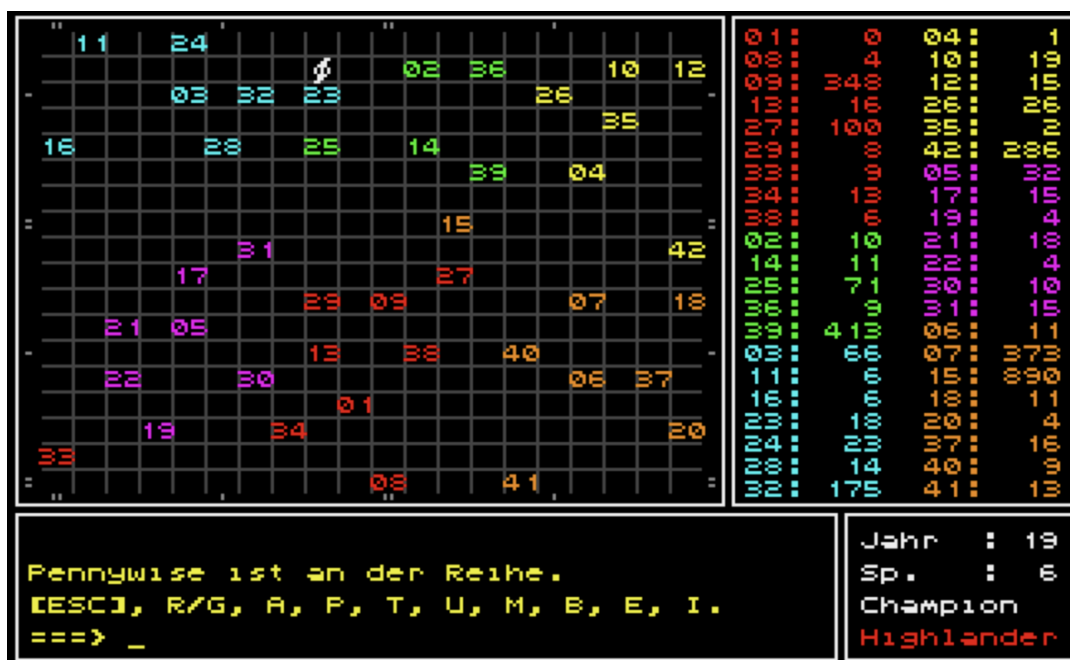 11 24
02 36 10 12
03 32 23 26
35
16 28 25 14
39 04
15
31 42
17 27
29 09 07 18
21 05
13 38 40
22 30 06 37
01
19 34 20
33
08 41
01: 0 04: 1
08: 4 10: 19
09: 348 12: 15
13: 16 26: 26
27: 100 35: 2
29: 8 42: 286
33: 9 05: 32
34: 13 17: 15
38: 6 19: 4
02: 10 21: 18
14: 11 22: 4
25: 71 30: 10
36: 9 31: 15
39: 413 06: 11
03: 66 07: 373
11: 6 15: 890
16: 6 18: 11
23: 18 20: 4
24: 23 37: 16
28: 14 40: 9
32: 175 41: 13
Pennywise ist an der Reihe.
[ESC], R/G, A, P, T, U, M, B, E, I.
===> _
Jahr : 19
Sp. : 6
Champion
Highlander